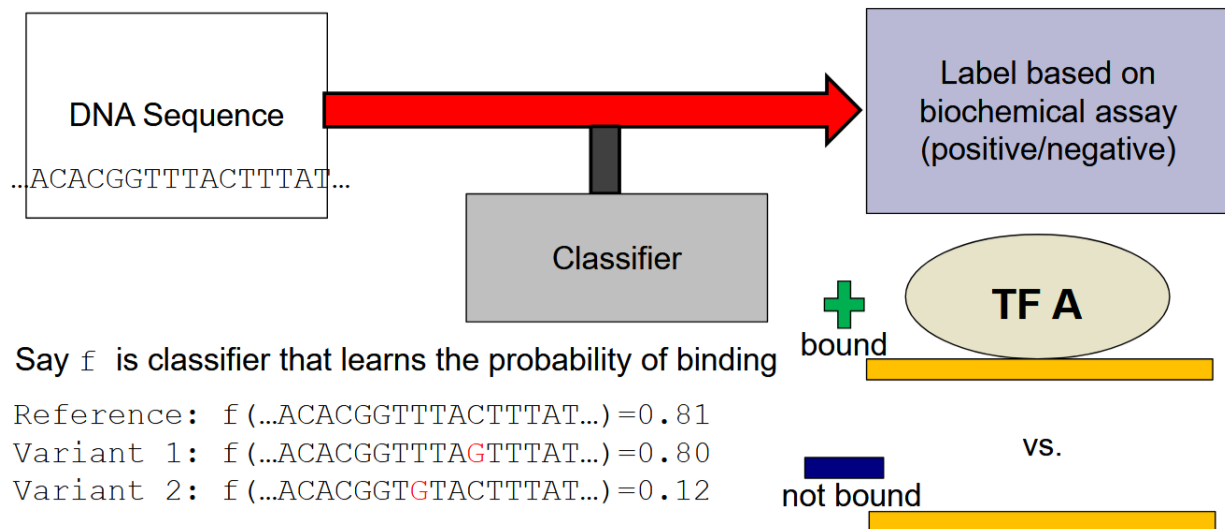 DNA Sequence
…ACACGGTTTACTTTAT…
Label based on
biochemical assay
(positive/negative)
Classifier
TF A
bound
Say f is classifier that learns the probability of binding
Reference: f(…ACACGGTTTACTTTAT…)=0.81
Variant 1: f(…ACACGGTTTAGTTTAT…)=0.80
Variant 2: f(…ACACGGTGTACTTTAT…)=0.12
vs.
not bound